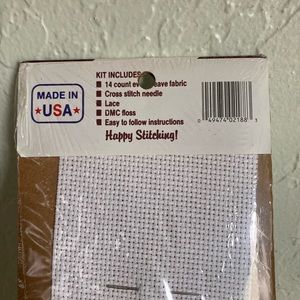 KIT INCLUDES:
14 count evenweave fabric
Cross stitch needle
Lace
DMC floss
Easy to follow instructions
Happy Stitching!
MADE IN
USA
0 49474 02188 3